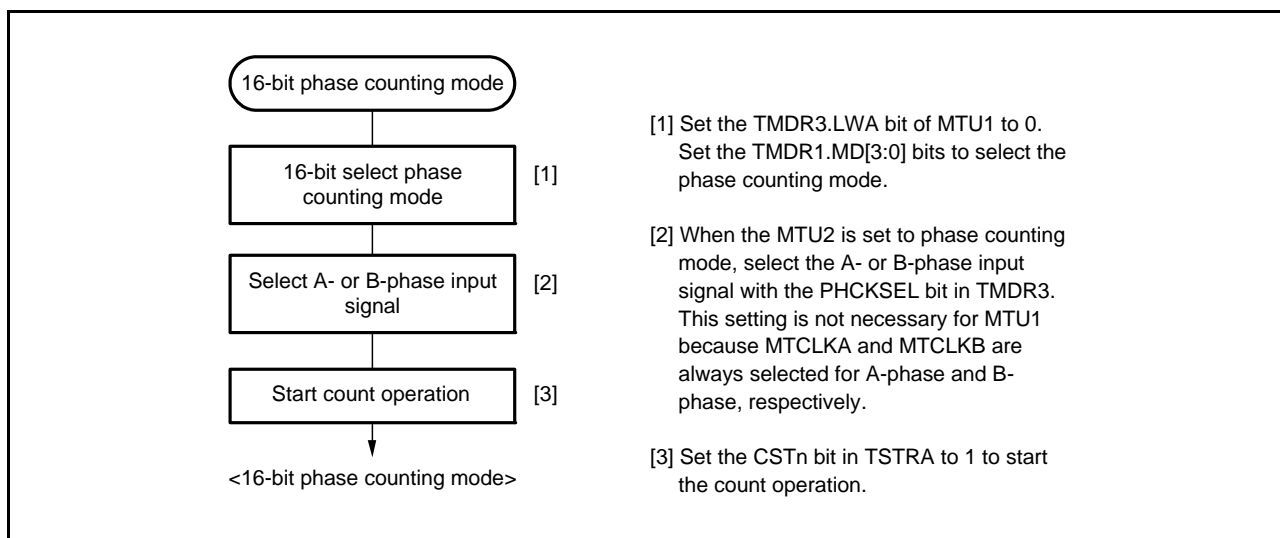 16-bit phase counting mode
16-bit select phase
counting mode
[1]
Select A- or B-phase input
signal
[2]
Start count operation
[3]
<16-bit phase counting mode>
[1] Set the TMDR3.LWA bit of MTU1 to 0.
Set the TMDR1.MD[3:0] bits to select the
phase counting mode.
[2] When the MTU2 is set to phase counting
mode, select the A- or B-phase input
signal with the PHCKSEL bit in TMDR3.
This setting is not necessary for MTU1
because MTCLKA and MTCLKB are
always selected for A-phase and B-
phase, respectively.
[3] Set the CSTn bit in TSTRA to 1 to start
the count operation.